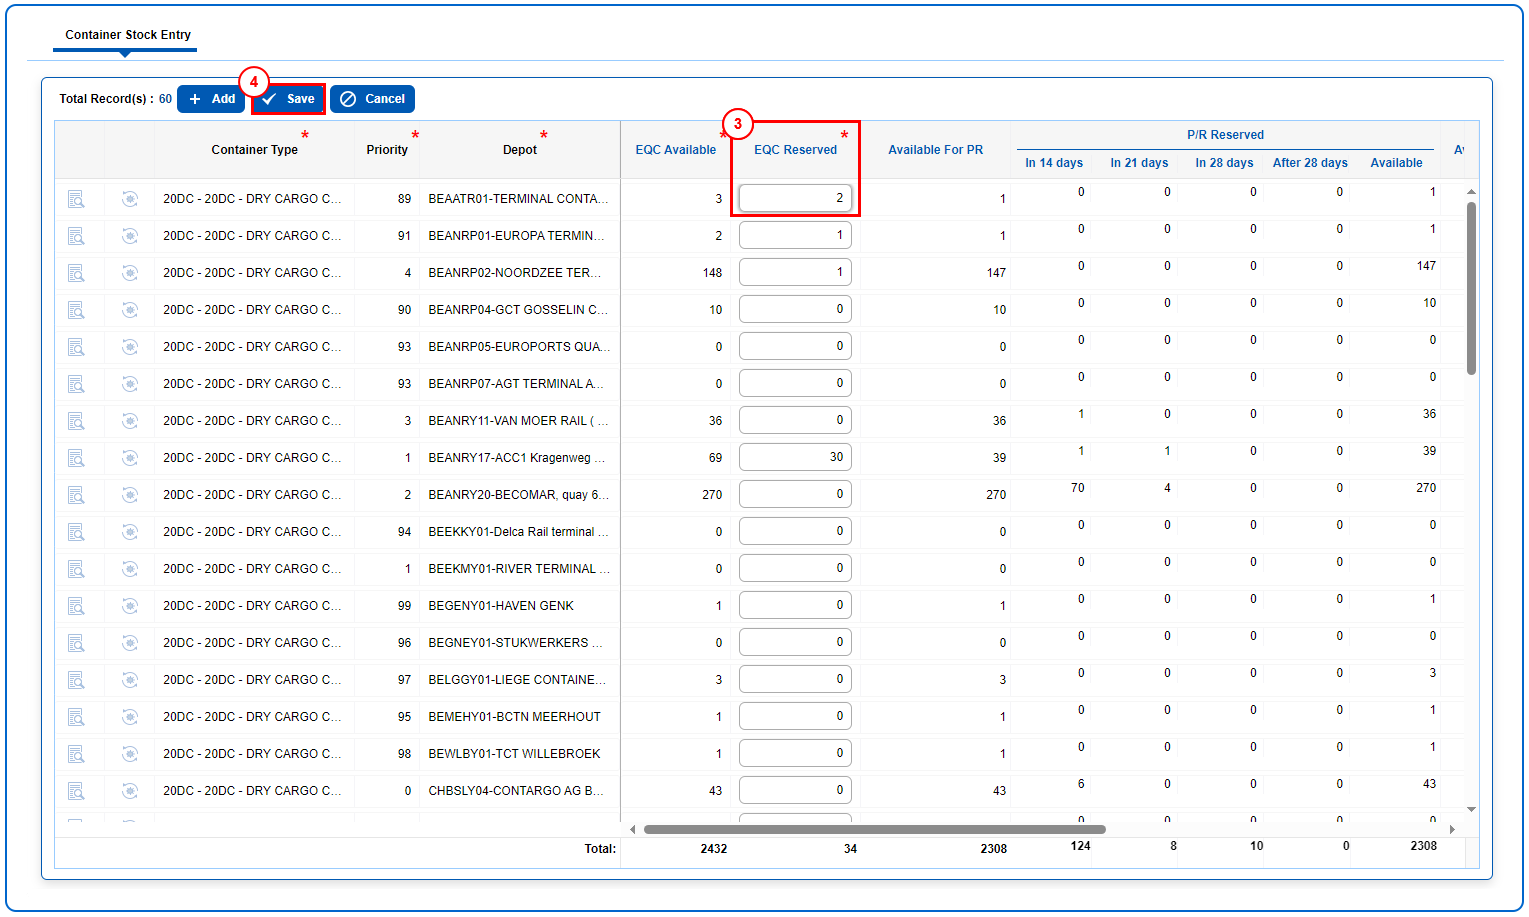 Container Stock Entry
4
Total Record(s) : 60 + Add Save Cancel
3
* * * * *
P/R Reserved
Container Type Priority Depot EQC Available EQC Reserved Available For PR In 14 days In 21 days In 28 days After 28 days Available
20DC - 20DC - DRY CARGO C... 89 BEAATR01-TERMINAL CONTA... 3 2 1 0 0 0 0 1
20DC - 20DC - DRY CARGO C... 91 BEANRP01-EUROPA TERMIN... 2 1 1 0 0 0 0 1
20DC - 20DC - DRY CARGO C... 4 BEANRP02-NOORDZEE TER... 148 1 147 0 0 0 0 147
20DC - 20DC - DRY CARGO C... 90 BEANRP04-GCT GOSSELIN C... 10 0 10 0 0 0 0 10
20DC - 20DC - DRY CARGO C... 93 BEANRP05-EUROPORTS QUA... 0 0 0 0 0 0 0 0
20DC - 20DC - DRY CARGO C... 93 BEANRP07-AGT TERMINAL A... 0 0 0 0 0 0 0 0
20DC - 20DC - DRY CARGO C... 3 BEANRY11-VAN MOER RAIL ( ... 36 0 36 1 0 0 0 36
20DC - 20DC - DRY CARGO C... 1 BEANRY17-ACC1 Kragenweg ... 69 30 39 1 1 0 0 39
20DC - 20DC - DRY CARGO C... 2 BEANRY20-BECOMAR, quay 6... 270 0 270 70 4 0 0 270
20DC - 20DC - DRY CARGO C... 94 BEEKKY01-Delca Rail terminal ... 0 0 0 0 0 0 0 0
20DC - 20DC - DRY CARGO C... 1 BEEKMY01-RIVER TERMINAL ... 0 0 0 0 0 0 0 0
20DC - 20DC - DRY CARGO C... 99 BEGENY01-HAVEN GENK 1 0 1 0 0 0 0 1
20DC - 20DC - DRY CARGO C... 96 BEGNEY01-STUKWERKERS ... 0 0 0 0 0 0 0 0
20DC - 20DC - DRY CARGO C... 97 BELGGY01-LIEGE CONTAINE... 3 0 3 0 0 0 0 3
20DC - 20DC - DRY CARGO C... 95 BEMEHY01-BCTN MEERHOUT 1 0 1 0 0 0 0 1
20DC - 20DC - DRY CARGO C... 98 BEWLBY01-TCT WILLEBROEK 1 0 1 0 0 0 0 1
20DC - 20DC - DRY CARGO C... 0 CHBSLY04-CONTARGO AG B... 43 0 43 6 0 0 0 43
0 0 0 0 0
Total: 2432 34 2308 124 8 10 0 2308